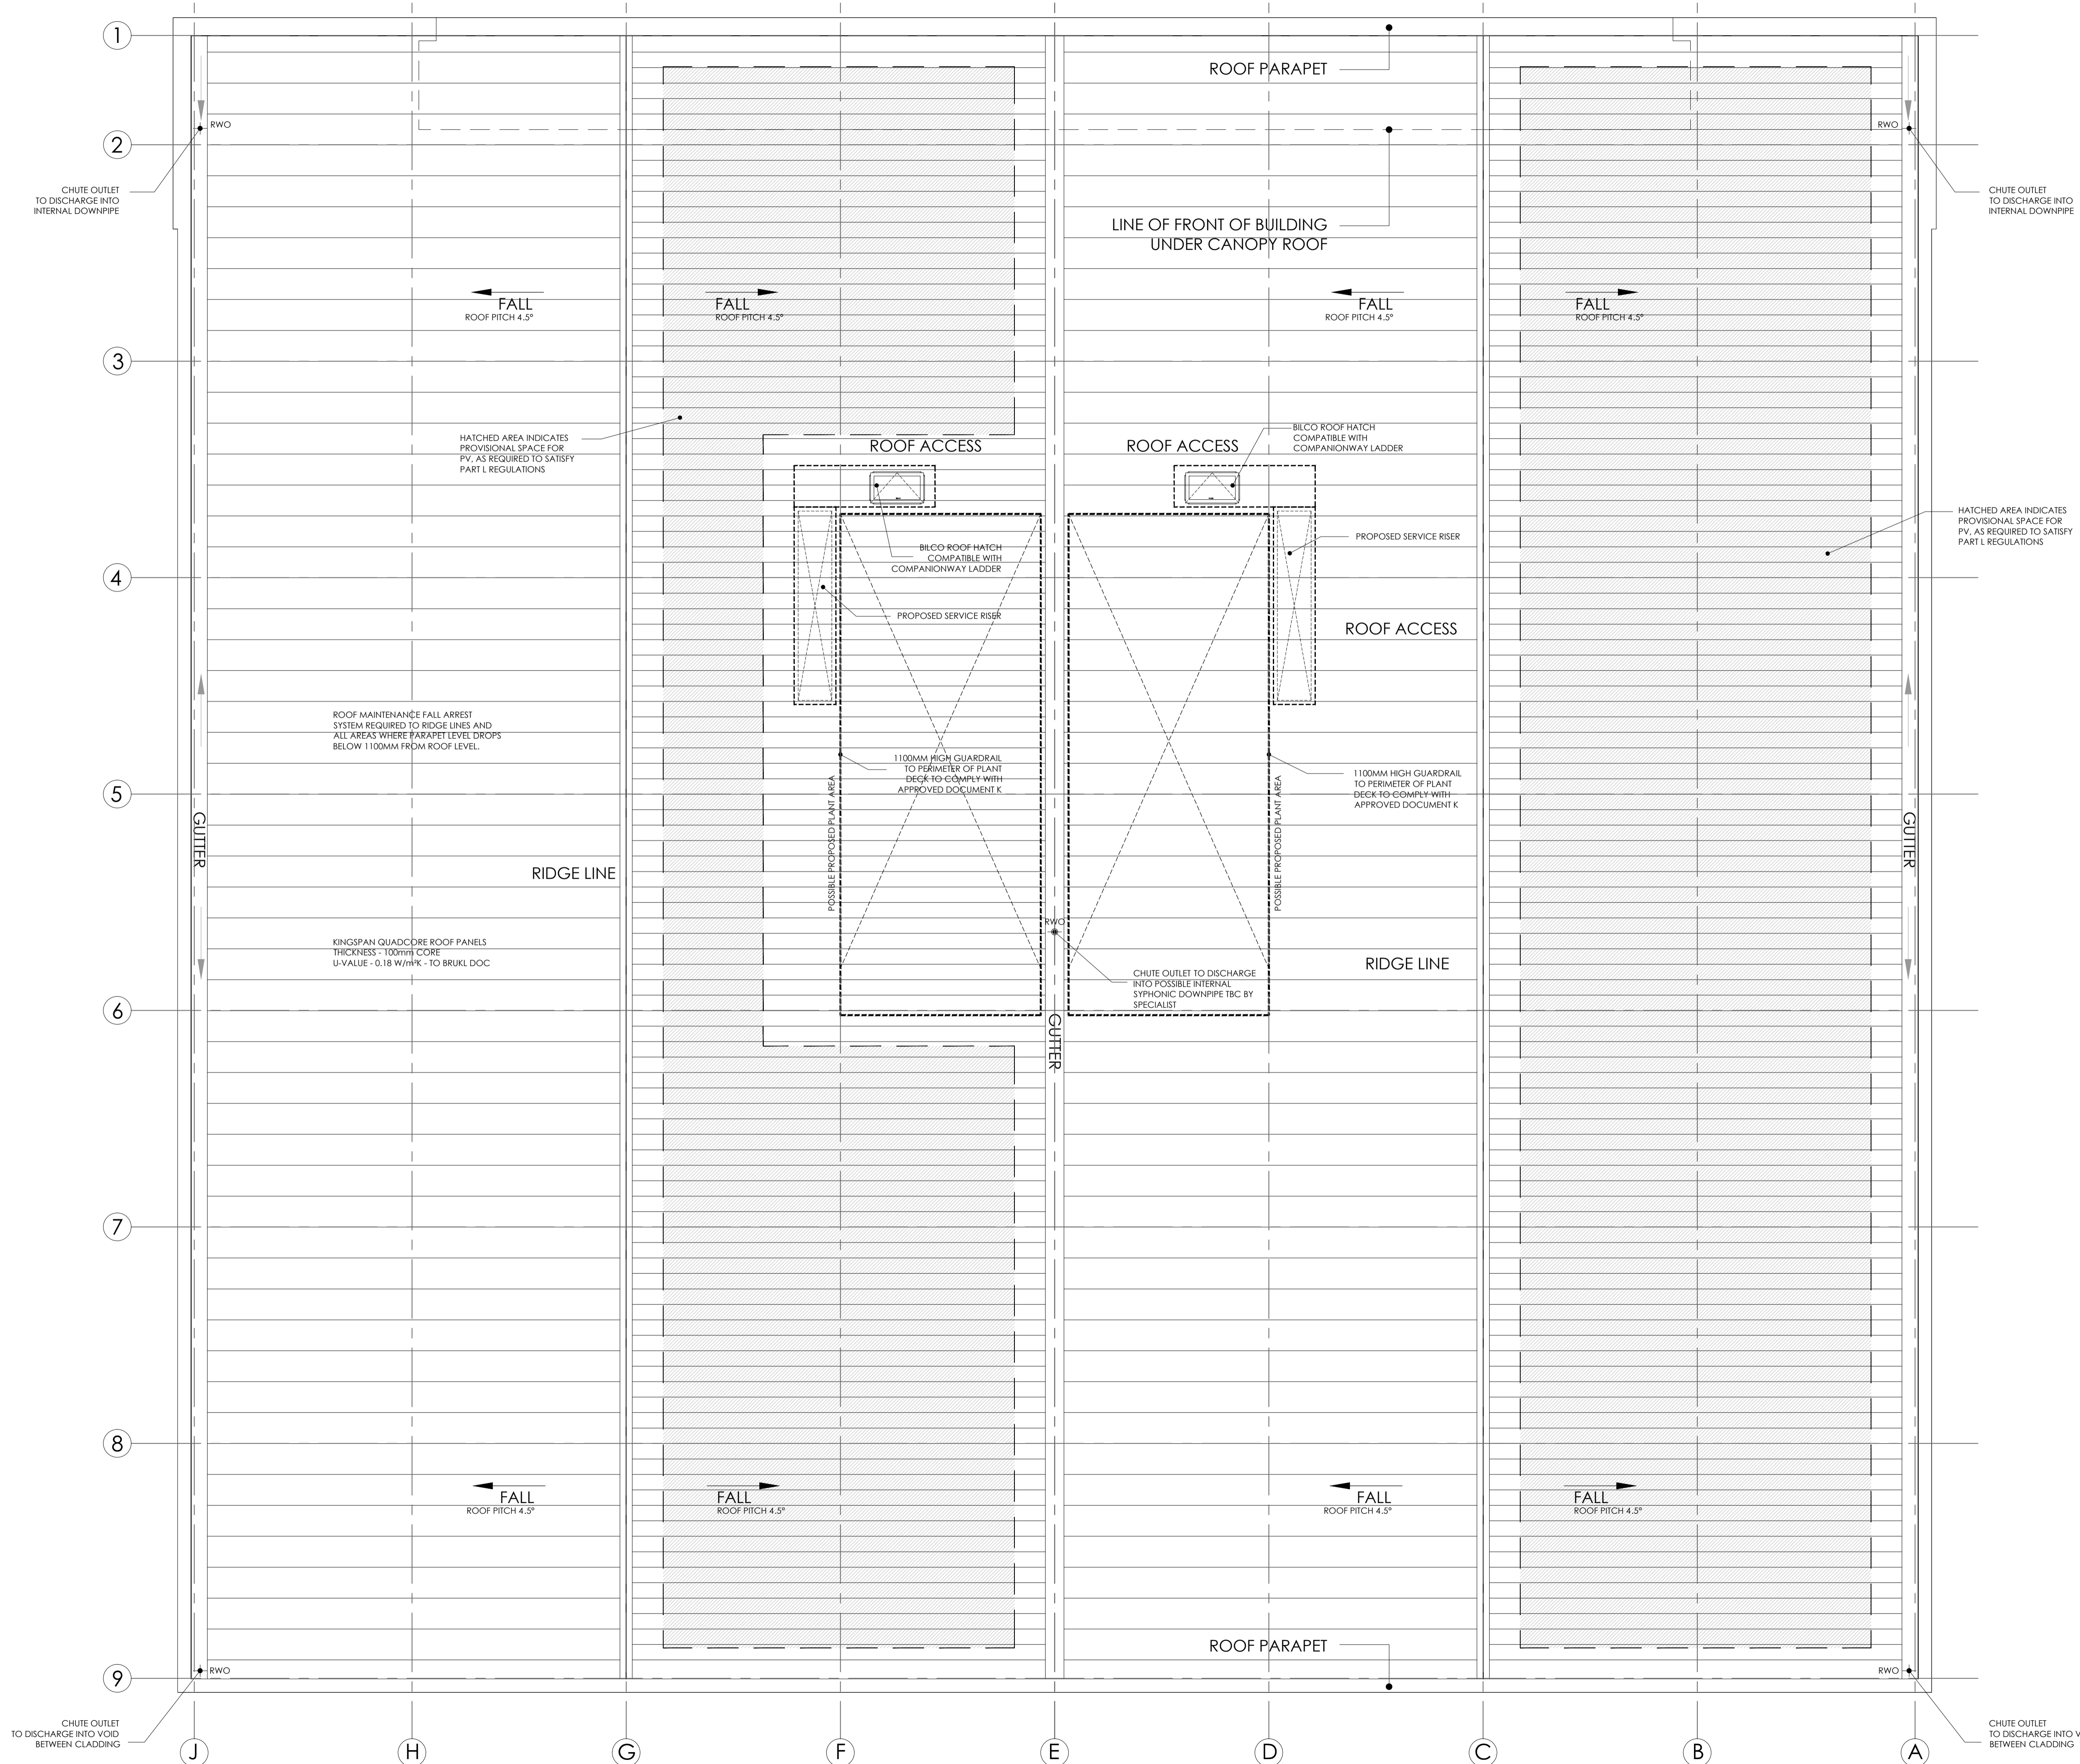 1
ROOF PARAPET
RWO
RWO
2
CHUTE OUTLET
TO DISCHARGE INTO
INTERNAL DOWNPIPE
CHUTE OUTLET
TO DISCHARGE INTO
INTERNAL DOWNPIPE
LINE OF FRONT OF BUILDING
UNDER CANOPY ROOF
FALL
ROOF PITCH 4.5°
FALL
ROOF PITCH 4.5°
FALL
ROOF PITCH 4.5°
FALL
ROOF PITCH 4.5°
3
HATCHED AREA INDICATES
PROVISIONAL SPACE FOR
PV, AS REQUIRED TO SATISFY
PART L REGULATIONS
ROOF ACCESS
ROOF ACCESS
BILCO ROOF HATCH
COMPATIBLE WITH
COMPANIONWAY LADDER
HATCHED AREA INDICATES
PROVISIONAL SPACE FOR
PV, AS REQUIRED TO SATISFY
PART L REGULATIONS
BILCO ROOF HATCH
COMPATIBLE WITH
COMPANIONWAY LADDER
PROPOSED SERVICE RISER
4
PROPOSED SERVICE RISER
ROOF ACCESS
ROOF MAINTENANCE FALL ARREST
SYSTEM REQUIRED TO RIDGE LINES AND
ALL AREAS WHERE PARAPET LEVEL DROPS
BELOW 1100MM FROM ROOF LEVEL.
1100MM HIGH GUARDRAIL
TO PERIMETER OF PLANT
DECK TO COMPLY WITH
APPROVED DOCUMENT K
1100MM HIGH GUARDRAIL
TO PERIMETER OF PLANT
DECK TO COMPLY WITH
APPROVED DOCUMENT K
5
GUTTER
POSSIBLE PROPOSED PLANT AREA
POSSIBLE PROPOSED PLANT AREA
GUTTER
RIDGE LINE
RWO
KINGSPAN QUADCORE ROOF PANELS
THICKNESS - 100mm CORE
U-VALUE - 0.18 W/m²K - TO BRUKL DOC
RIDGE LINE
CHUTE OUTLET TO DISCHARGE
INTO POSSIBLE INTERNAL
SYPHONIC DOWNPIPE TBC BY
SPECIALIST
6
GUTTER
7
8
FALL
ROOF PITCH 4.5°
FALL
ROOF PITCH 4.5°
FALL
ROOF PITCH 4.5°
FALL
ROOF PITCH 4.5°
ROOF PARAPET
9
RWO
RWO
CHUTE OUTLET
TO DISCHARGE INTO VOID
BETWEEN CLADDING
CHUTE OUTLET
TO DISCHARGE INTO V
BETWEEN CLADDING
J
H
G
F
E
D
C
B
A